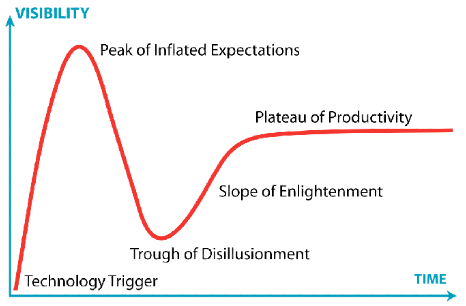 VISIBILITY
Peak of Inflated Expectations
Plateau of Productivity
Slope of Enlightenment
Trough of Disillusionment
Technology Trigger
TIME